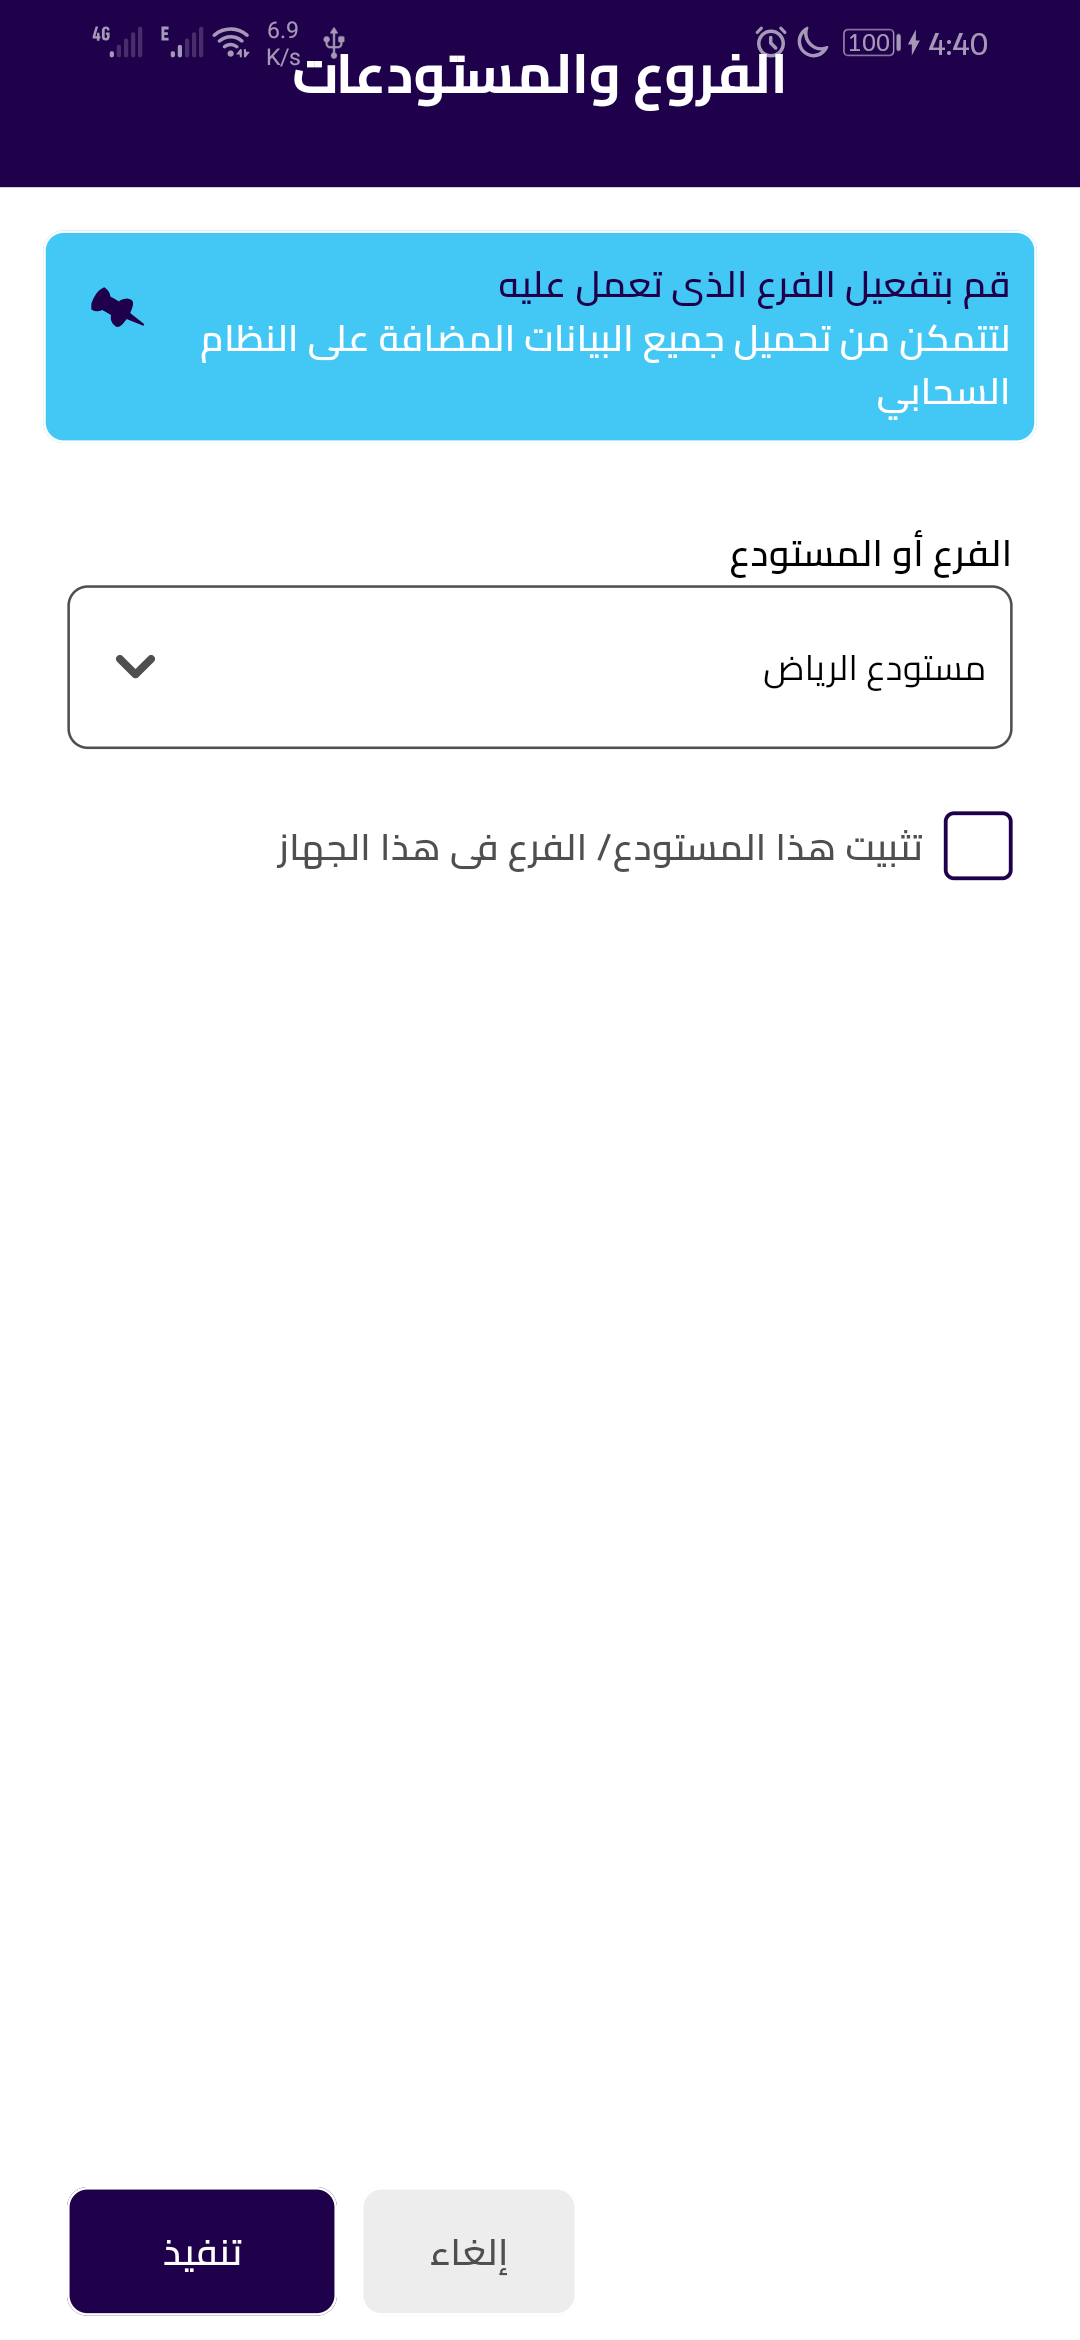 4G E 6.9 K/s 100 4:40
الفروع والمستودعات
قم بتفعيل الفرع الذى تعمل عليه
لتتمكن من تحميل جميع البيانات المضافة على النظام
السحابي
الفرع أو المستودع
مستودع الرياض
تثبيت هذا المستودع/ الفرع فى هذا الجهاز
إلغاء
تنفيذ